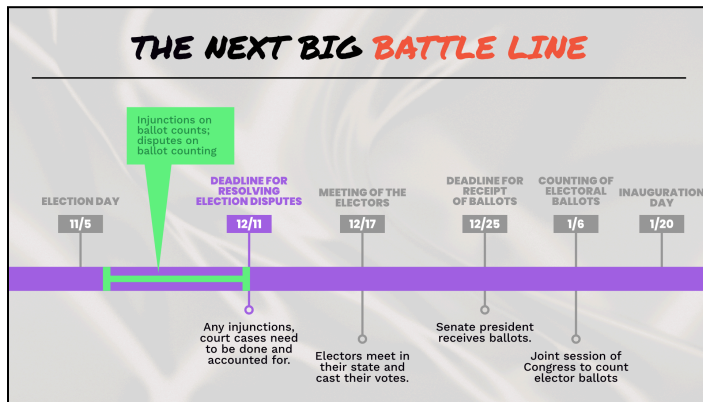 THE NEXT BIG BATTLE LINE
Injunctions on
ballot counts;
disputes on
ballot counting
ELECTION DAY
11/5
DEADLINE FOR
RESOLVING
ELECTION DISPUTES
12/11
MEETING OF THE
ELECTORS
12/17
DEADLINE FOR
RECEIPT
OF BALLOTS
12/25
COUNTING OF
ELECTORAL
BALLOTS
1/6
INAUGURATION
DAY
1/20
Any injunctions,
court cases need
to be done and
accounted for.
Electors meet in
their state and
cast their votes.
Senate president
receives ballots.
Joint session of
Congress to count
elector ballots